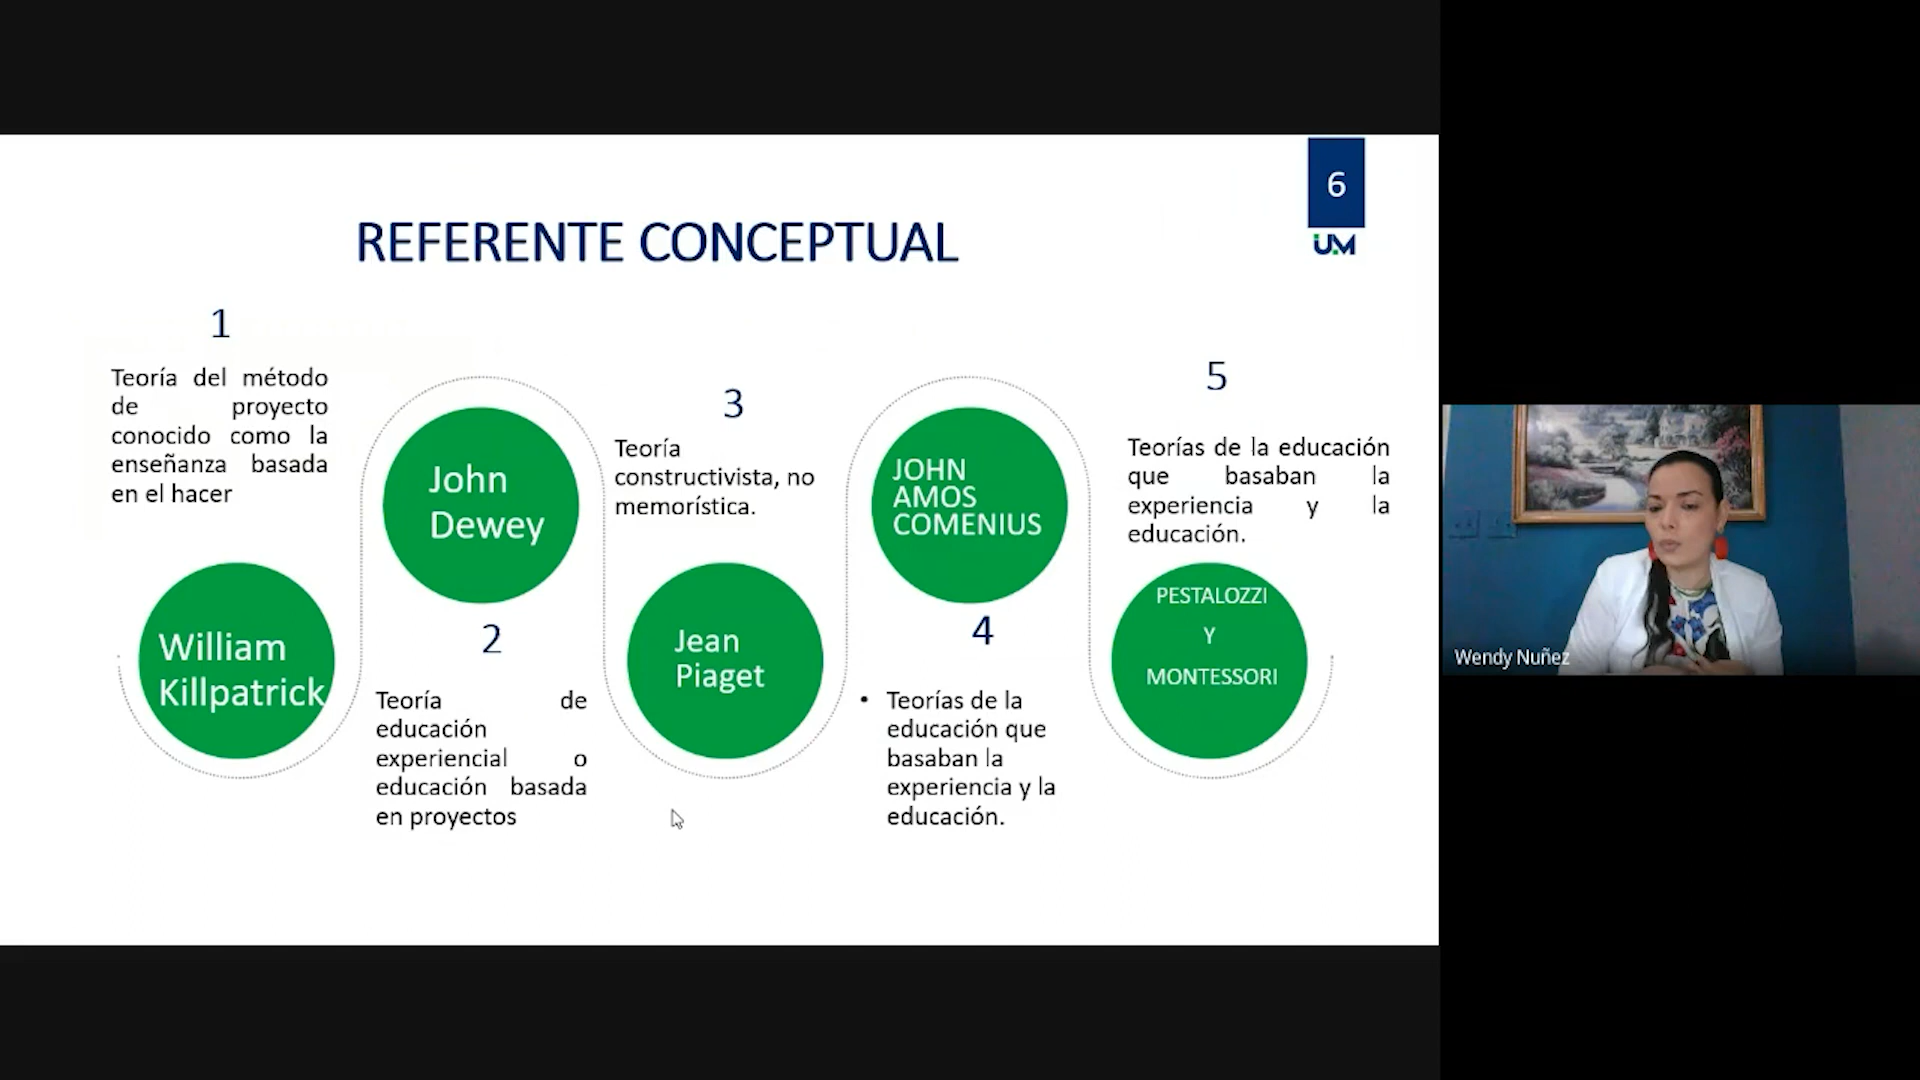 6
UM
REFERENTE CONCEPTUAL
1
Teoría del método
de proyecto
conocido como la
enseñanza basada
en el hacer
William
Killpatrick
John
Dewey
2
Teoría de
educación
experiencial o
educación basada
en proyectos
3
Teoría
constructivista, no
memorística.
Jean
Piaget
JOHN
AMOS
COMENIUS
4
• Teorías de la
educación que
basaban la
experiencia y la
educación.
5
Teorías de la educación
que basaban la
experiencia y la
educación.
PESTALOZZI
Y
MONTESSORI
Wendy Nuñez